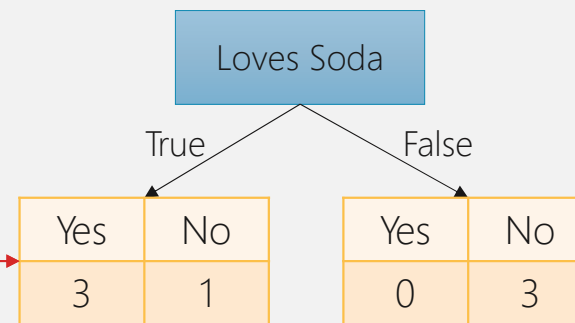 Loves Soda
True False
Yes No Yes No
3 1 0 3